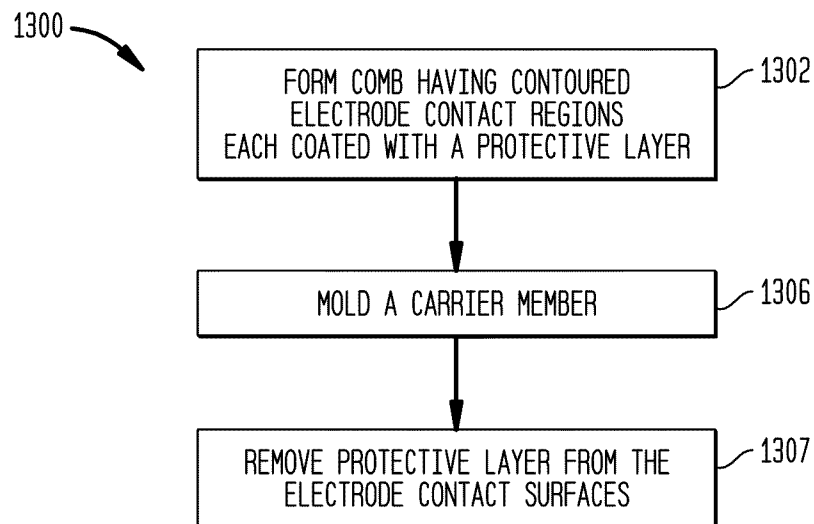 1300
FORM COMB HAVING CONTOURED
ELECTRODE CONTACT REGIONS
EACH COATED WITH A PROTECTIVE LAYER
1302
MOLD A CARRIER MEMBER
1306
REMOVE PROTECTIVE LAYER FROM THE
ELECTRODE CONTACT SURFACES
1307